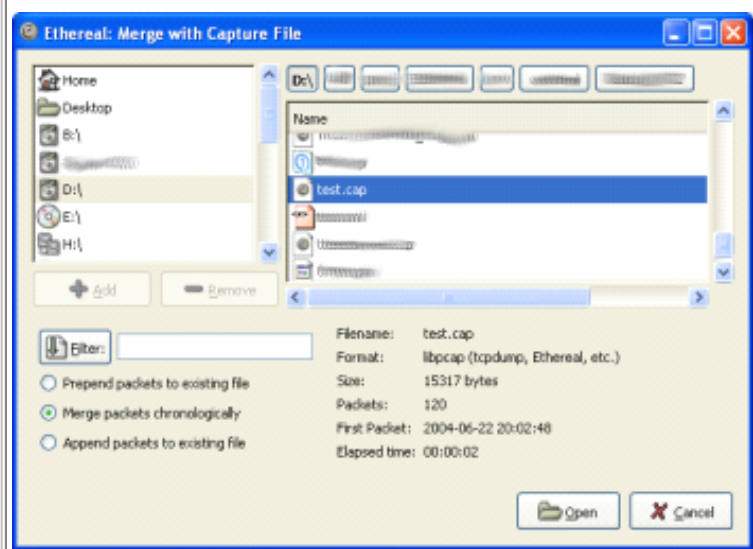 Ethereal: Merge with Capture File
Home
Desktop
B:\
D:\
E:\
H:\
Add
Remove
D:\
Name
test.cap
Filter:
Prepend packets to existing file
Merge packets chronologically
Append packets to existing file
Filename: test.cap
Format: libpcap (tcpdump, Ethereal, etc.)
Size: 15317 bytes
Packets: 120
First Packet: 2004-06-22 20:02:48
Elapsed time: 00:00:02
Open
Cancel